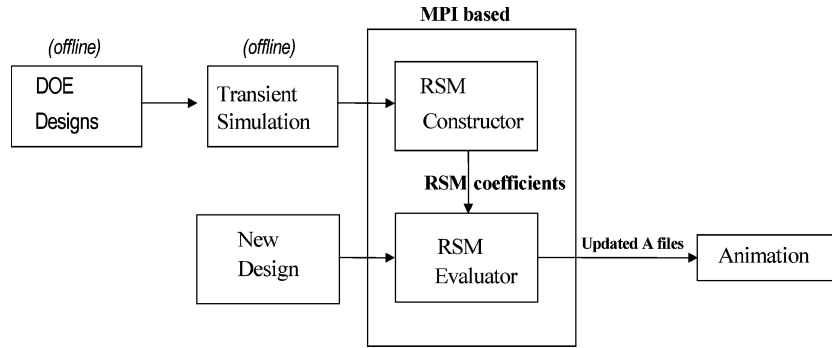 MPI based
(offline)
(offline)
DOE
Designs
Transient
Simulation
RSM
Constructor
RSM coefficients
New
Design
RSM
Evaluator
Updated A files
Animation